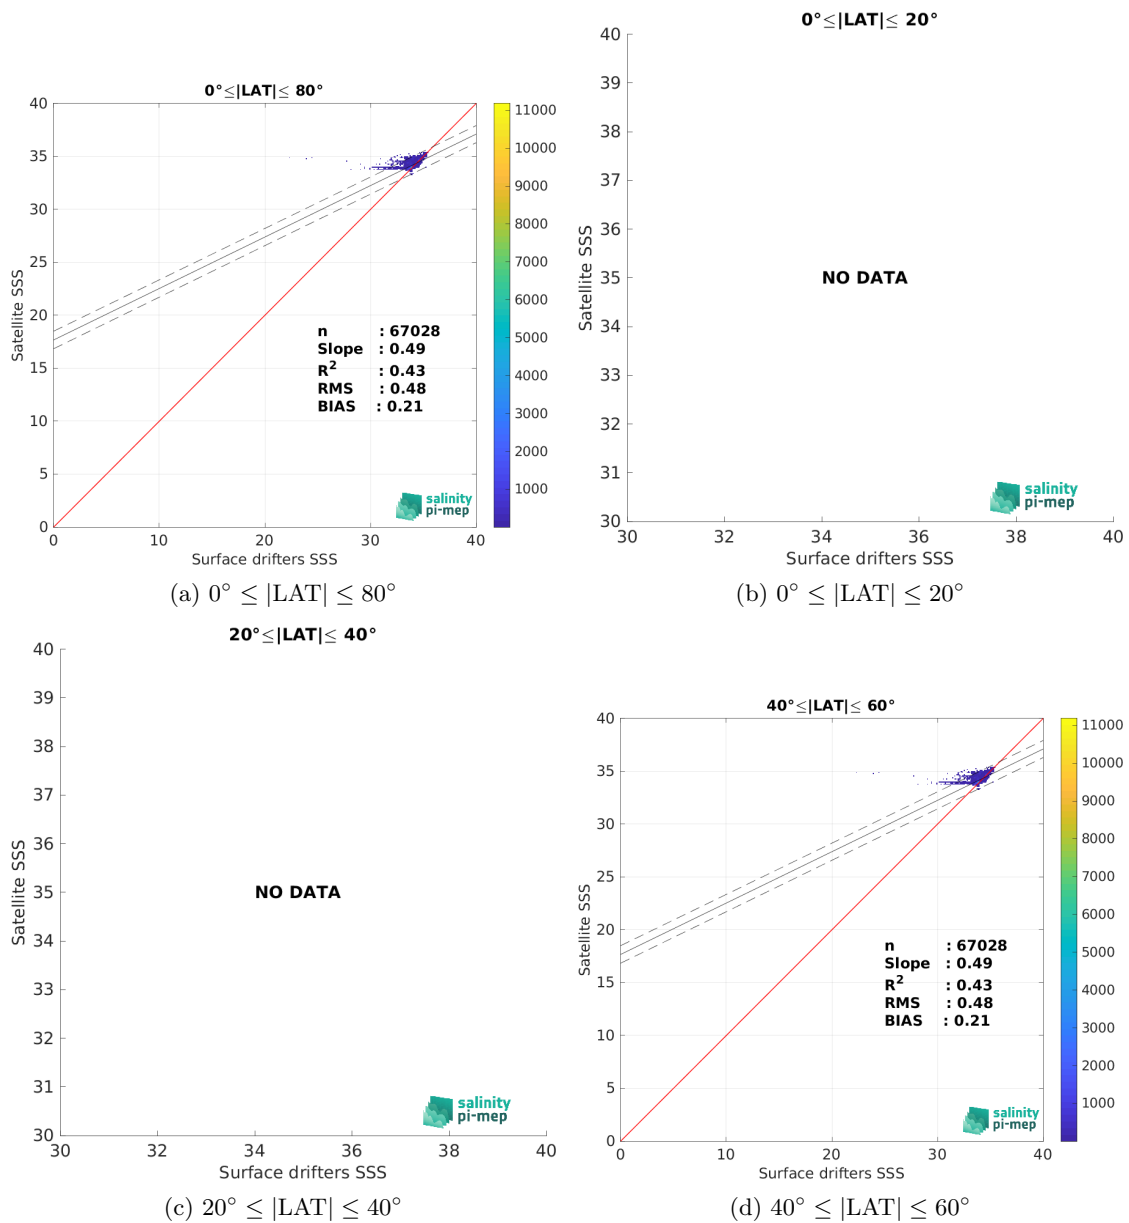 0°≤|LAT|≤ 80°
40
35
30
25
20
15
10
5
0
Satellite SSS
0
10
20
30
40
Surface drifters SSS
n : 67028
Slope : 0.49
R² : 0.43
RMS : 0.48
BIAS : 0.21
salinity
pi-mep
11000
10000
9000
8000
7000
6000
5000
4000
3000
2000
1000
(a) 0° ≤ |LAT| ≤ 80°
0°≤|LAT|≤ 20°
40
39
38
37
36
35
34
33
32
31
30
Satellite SSS
NO DATA
salinity
pi-mep
30
32
34
36
38
40
Surface drifters SSS
(b) 0° ≤ |LAT| ≤ 20°
20°≤|LAT|≤ 40°
40
39
38
37
36
35
34
33
32
31
30
Satellite SSS
NO DATA
salinity
pi-mep
30
32
34
36
38
40
Surface drifters SSS
(c) 20° ≤ |LAT| ≤ 40°
40°≤|LAT|≤ 60°
40
35
30
25
20
15
10
5
0
Satellite SSS
0
10
20
30
40
Surface drifters SSS
n : 67028
Slope : 0.49
R² : 0.43
RMS : 0.48
BIAS : 0.21
salinity
pi-mep
11000
10000
9000
8000
7000
6000
5000
4000
3000
2000
1000
(d) 40° ≤ |LAT| ≤ 60°